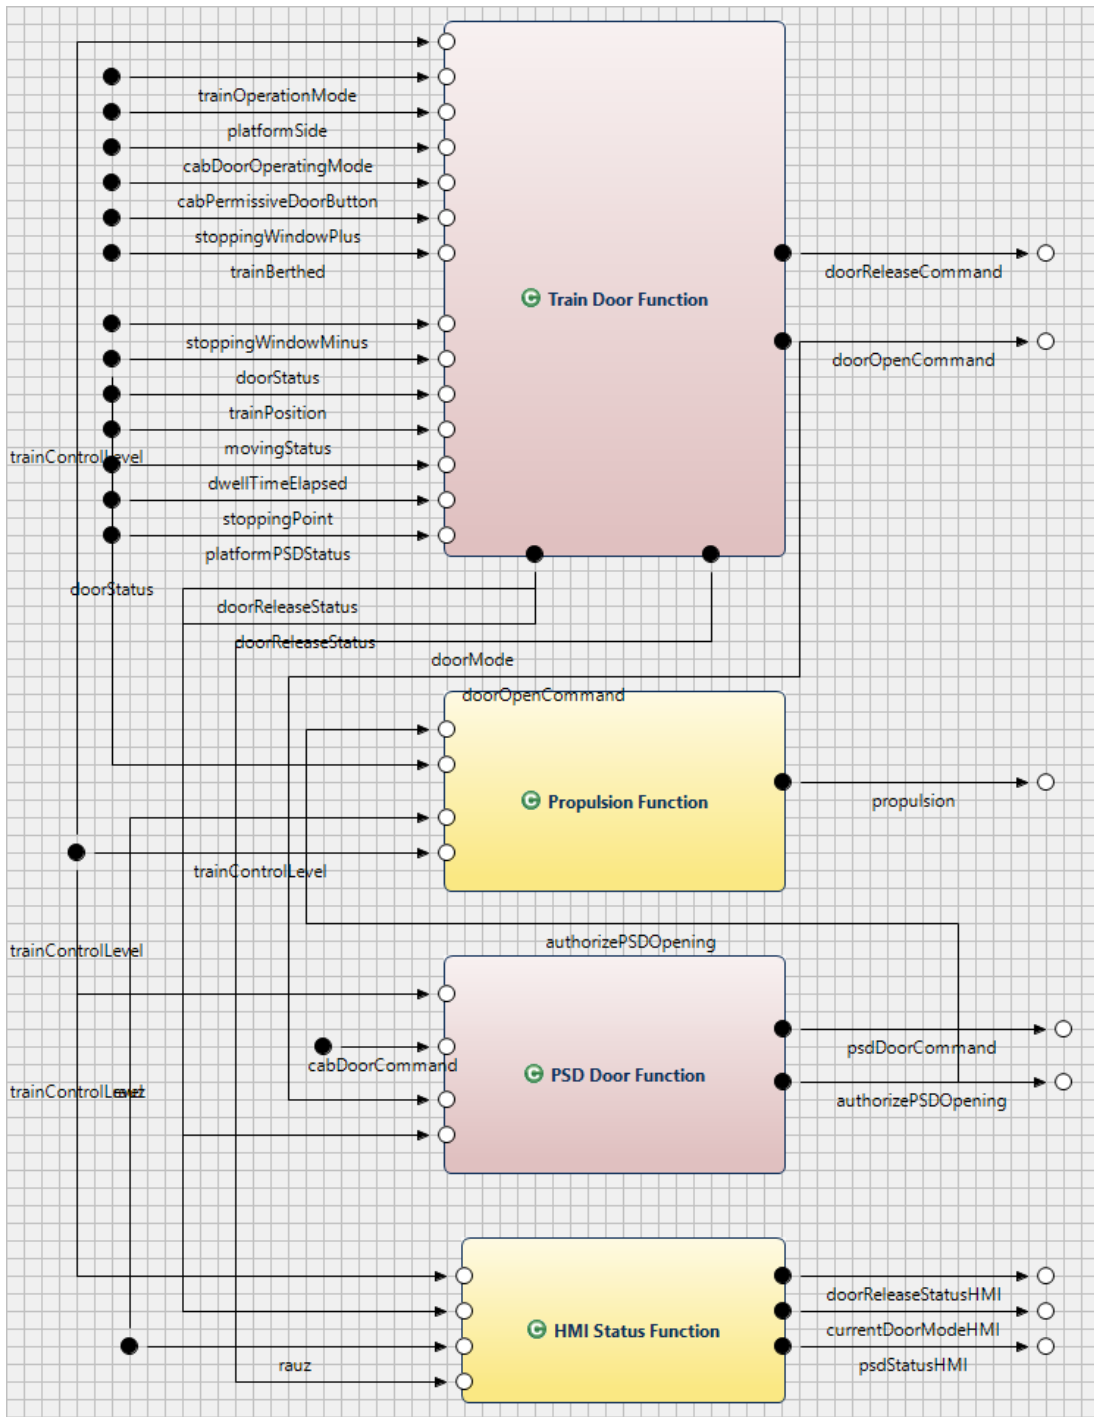 trainOperationMode
platformSide
cabDoorOperatingMode
cabPermissiveDoorButton
stoppingWindowPlus
trainBerthed
doorReleaseCommand
Train Door Function
stoppingWindowMinus
doorOpenCommand
doorStatus
trainPosition
movingStatus
trainControlLevel
dwellTimeElapsed
stoppingPoint
platformPSDStatus
doorStatus
doorReleaseStatus
doorReleaseStatus
doorMode
doorOpenCommand
Propulsion Function
propulsion
trainControlLevel
authorizePSDOpening
trainControlLevel
psdDoorCommand
cabDoorCommand
PSD Door Function
trainControlLevel
rauz
authorizePSDOpening
doorReleaseStatusHMI
HMI Status Function
currentDoorModeHMI
rauz
psdStatusHMI